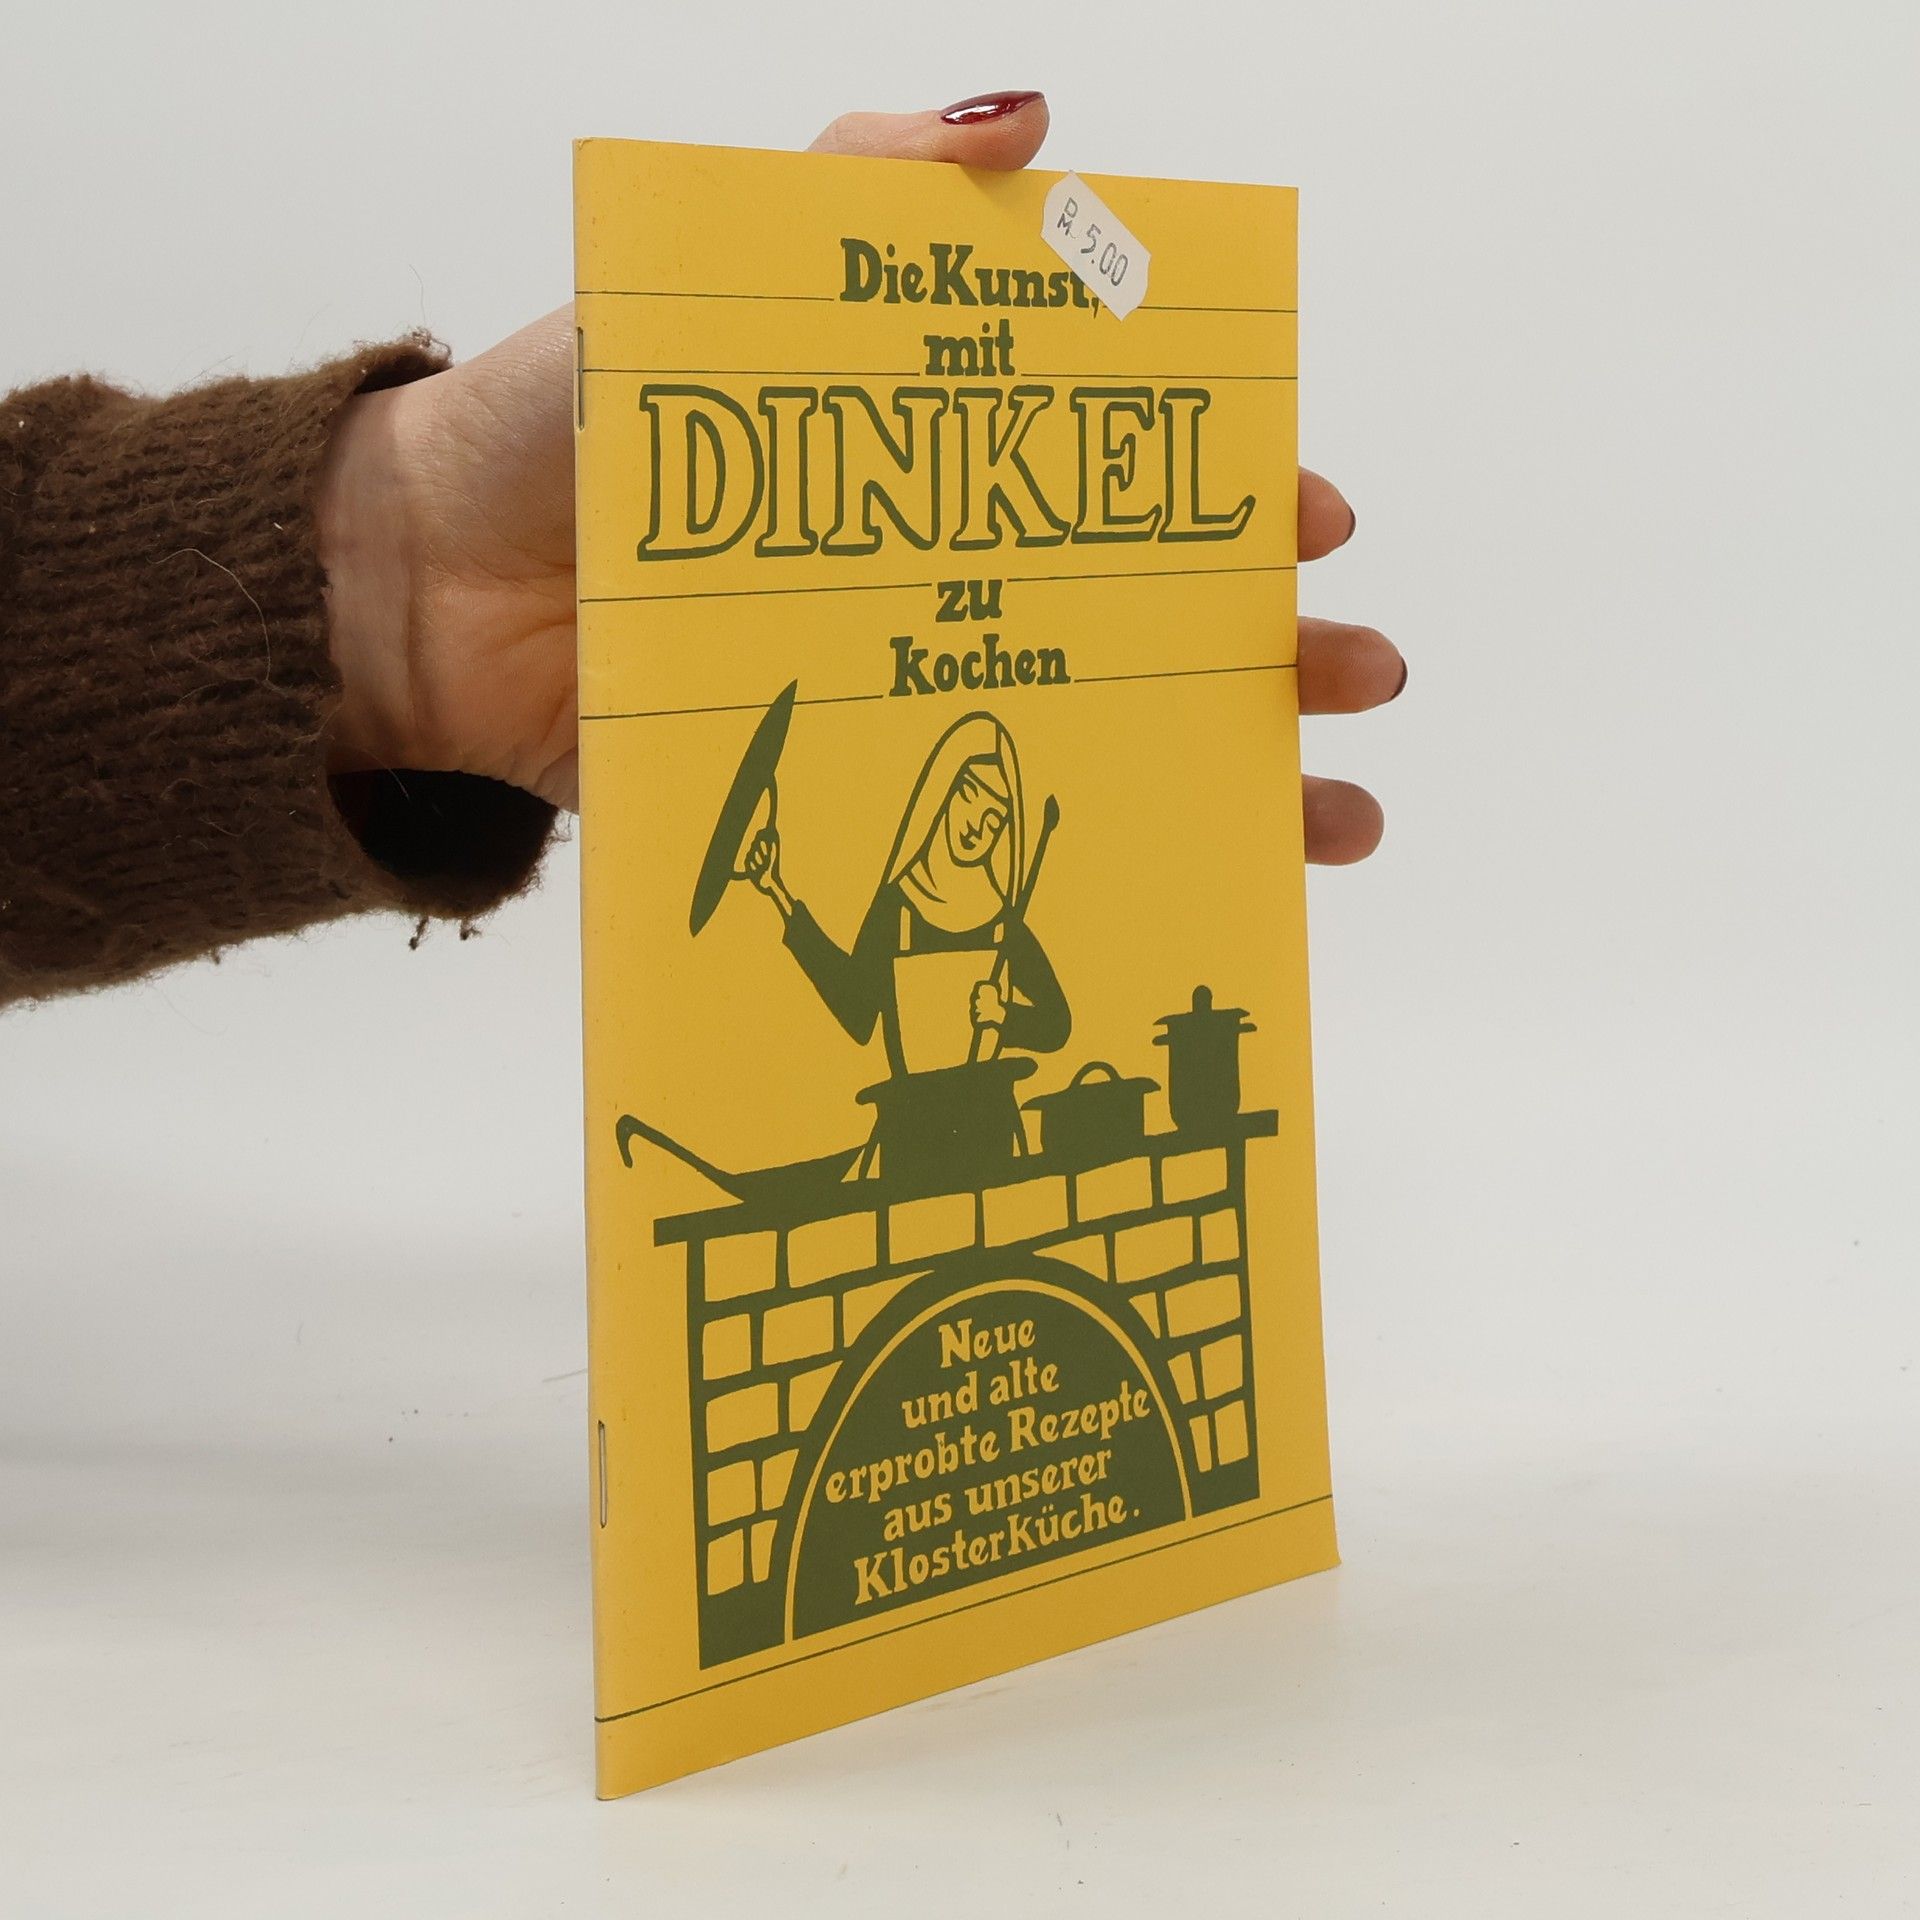 Die Kunst,
DM 5.00
mit
DINKEL
zu
kochen
Neue
und alte
erprobte Rezepte
aus unserer
Klosterküche.